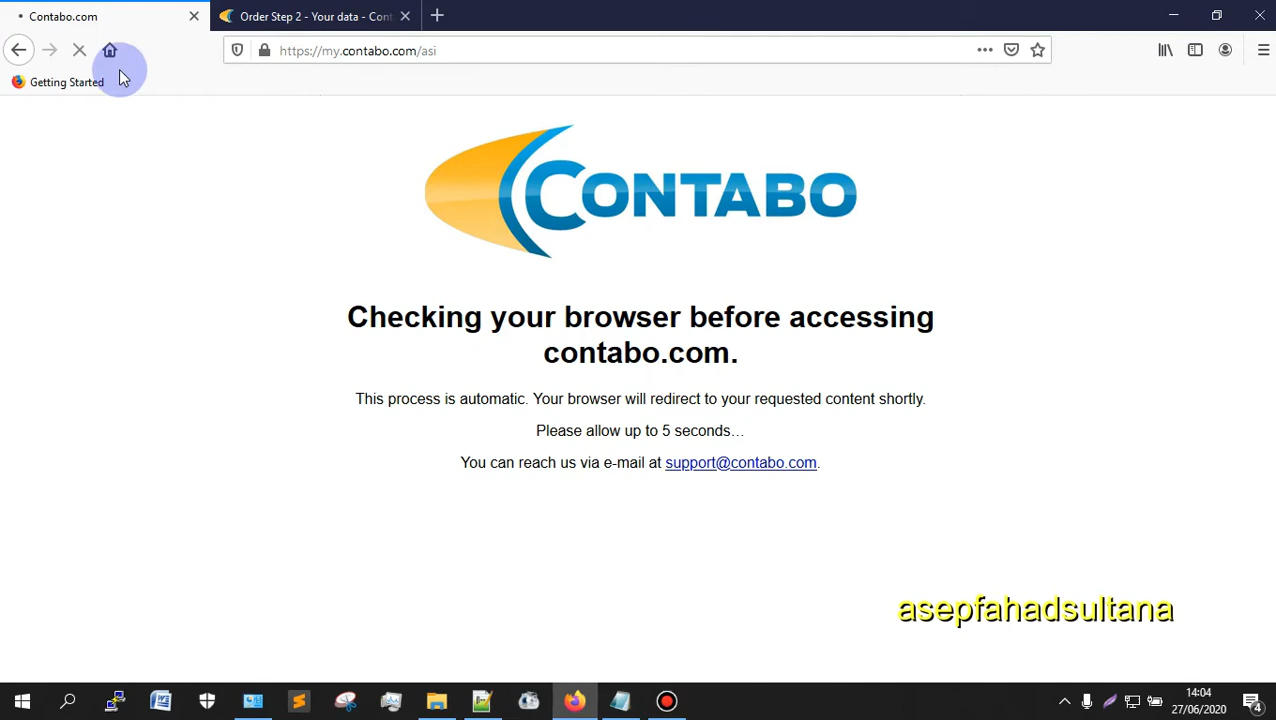 Contabo.com
Order Step 2 - Your data - Cont
https://my.contabo.com/asi
Getting Started
CONTABO
Checking your browser before accessing
contabo.com.
This process is automatic. Your browser will redirect to your requested content shortly.
Please allow up to 5 seconds…
You can reach us via e-mail at support@contabo.com.
asepfahadsultana
14:04
27/06/2020
4